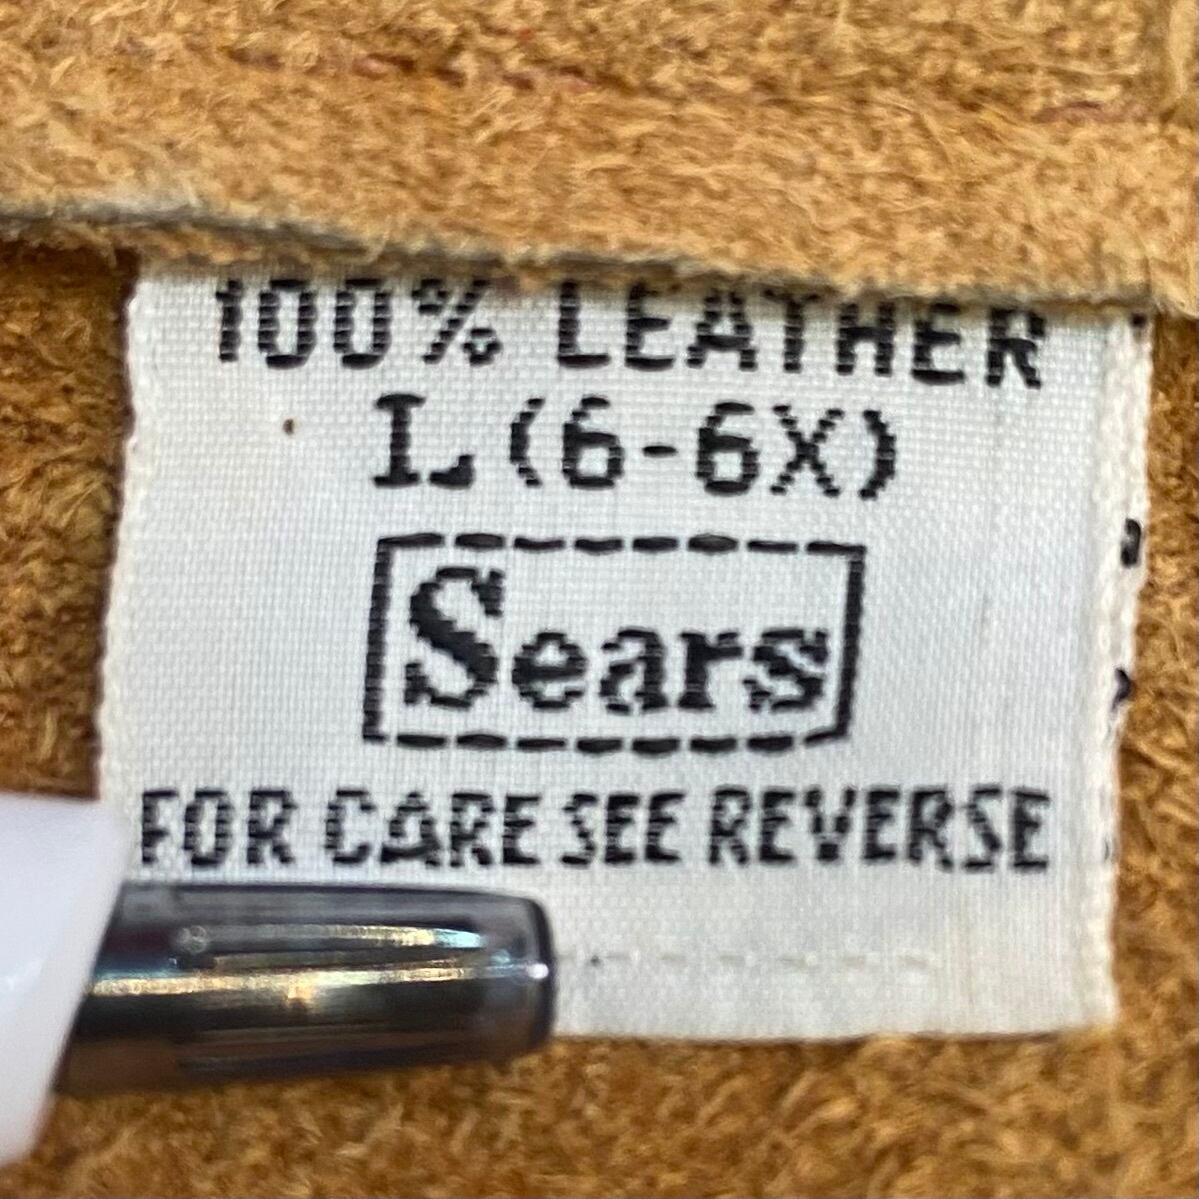 100% LEATHER
L (6-6X)
Sears
FOR CARE SEE REVERSE